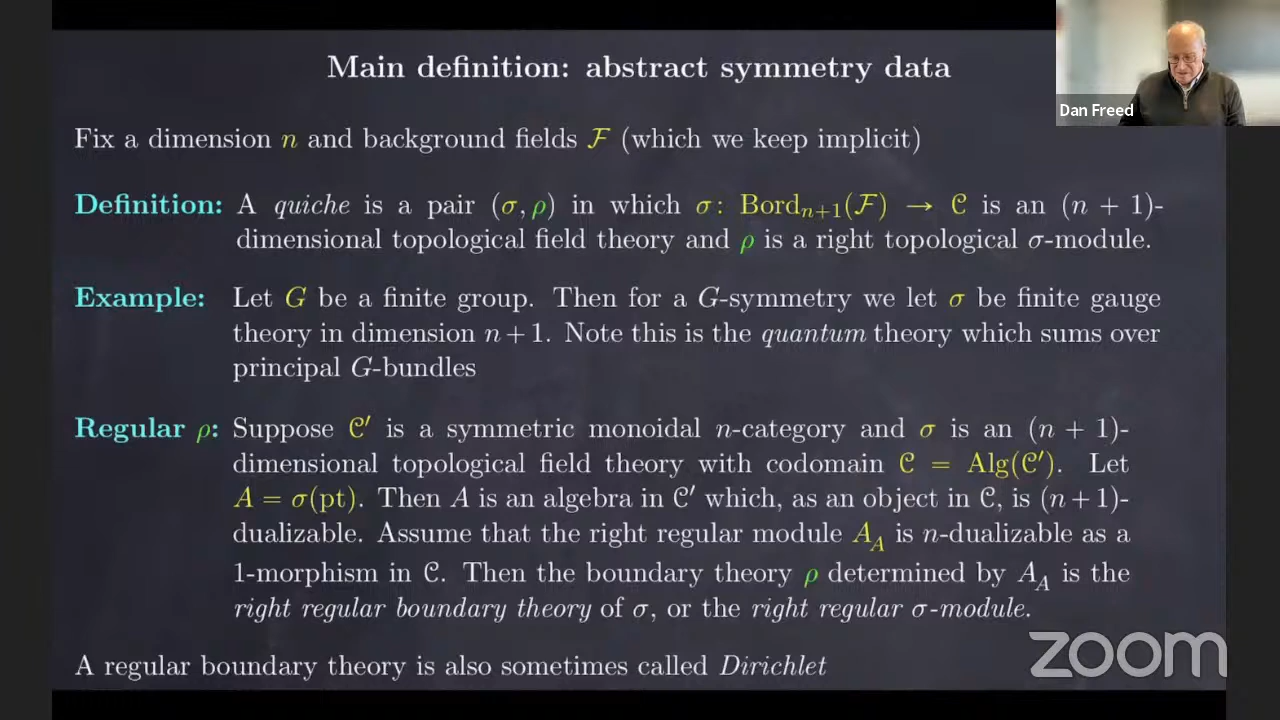 Main definition: abstract symmetry data
Dan Freed
Fix a dimension n and background fields ℱ (which we keep implicit)
Definition: A quiche is a pair (σ, ρ) in which σ: Bordₙ₊₁(ℱ) → 𝒞 is an (n + 1)-
dimensional topological field theory and ρ is a right topological σ-module.
Example: Let G be a finite group. Then for a G-symmetry we let σ be finite gauge
theory in dimension n + 1. Note this is the quantum theory which sums over
principal G-bundles
Regular ρ: Suppose 𝒞′ is a symmetric monoidal n-category and σ is an (n + 1)-
dimensional topological field theory with codomain 𝒞 = Alg(𝒞′). Let
A = σ(pt). Then A is an algebra in 𝒞′ which, as an object in 𝒞, is (n + 1)-
dualizable. Assume that the right regular module A_A is n-dualizable as a
1-morphism in 𝒞. Then the boundary theory ρ determined by A_A is the
right regular boundary theory of σ, or the right regular σ-module.
zoom
A regular boundary theory is also sometimes called Dirichlet